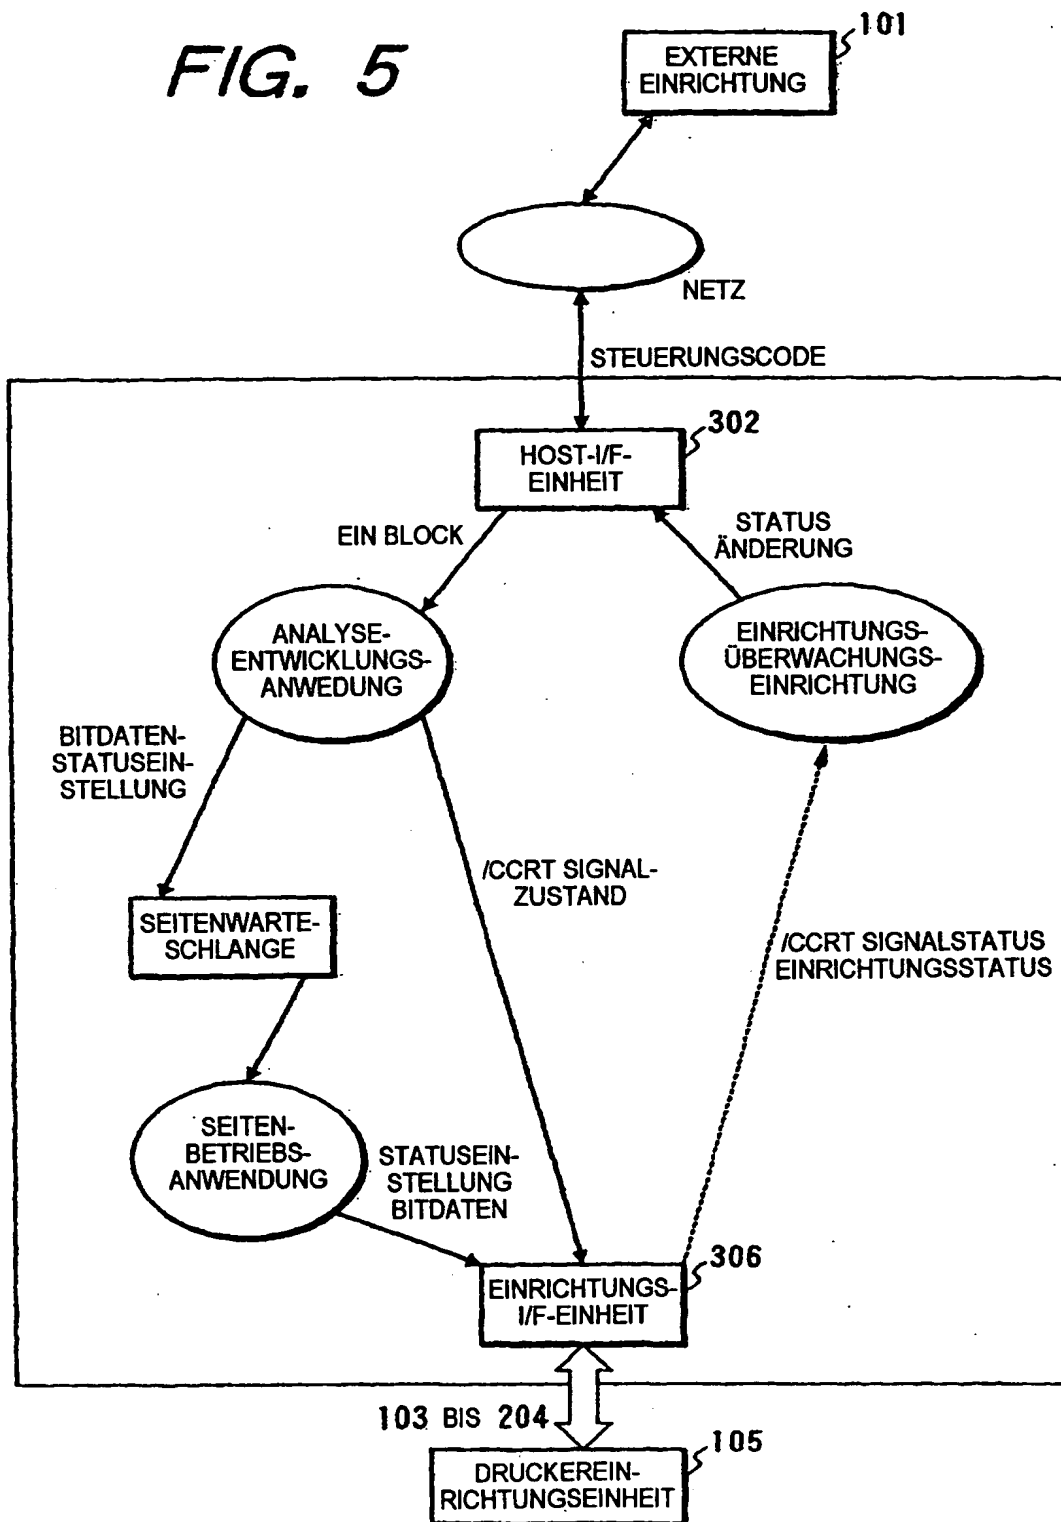 FIG. 5
101
EXTERNE
EINRICHTUNG
NETZ
STEUERUNGSCODE
302
HOST-I/F-
EINHEIT
EIN BLOCK
STATUS
ÄNDERUNG
ANALYSE-
ENTWICKLUNGS-
ANWEDUNG
EINRICHTUNGS-
ÜBERWACHUNGS-
EINRICHTUNG
BITDATEN-
STATUSEIN-
STELLUNG
/CCRT SIGNAL-
ZUSTAND
SEITENWARTE-
SCHLANGE
/CCRT SIGNALSTATUS
EINRICHTUNGSSTATUS
SEITEN-
BETRIEBS-
ANWENDUNG
STATUSEIN-
STELLUNG
BITDATEN
306
EINRICHTUNGS-
I/F-EINHEIT
103 BIS 204
105
DRUCKEREIN-
RICHTUNGSEINHEIT